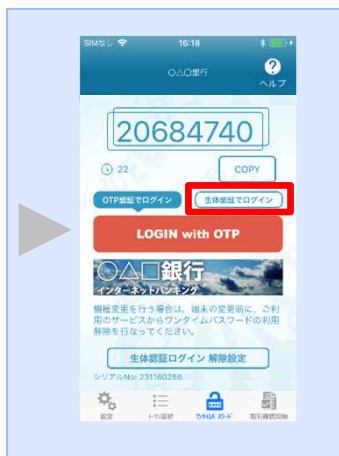 SIMなし 16:18
○△□銀行
?
ヘルプ
20684740
22 COPY
OTP認証でログイン 生体認証でログイン
LOGIN with OTP
○△□銀行
インターネットバンキング
機種変更を行う場合は、端末の変更前に、ご利
用のサービスからワンタイムパスワードの利用
解除を行なってください。
生体認証ログイン 解除設定
シリアルNo: 231160256
設定 トークン選択 ワンタイムパスワード 取引確認開始